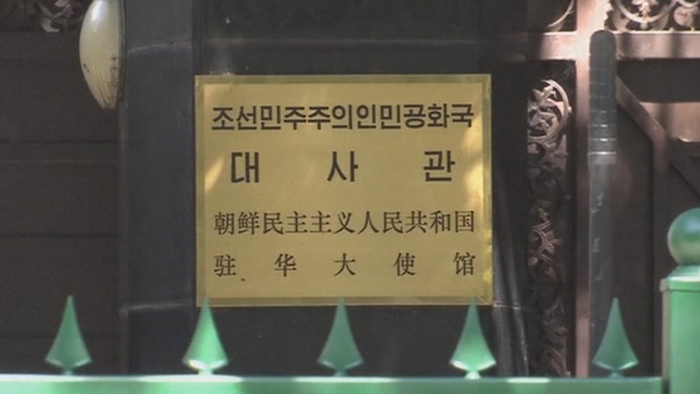 조선민주주의인민공화국
대 사 관
朝鲜民主主义人民共和国
驻 华 大 使 馆